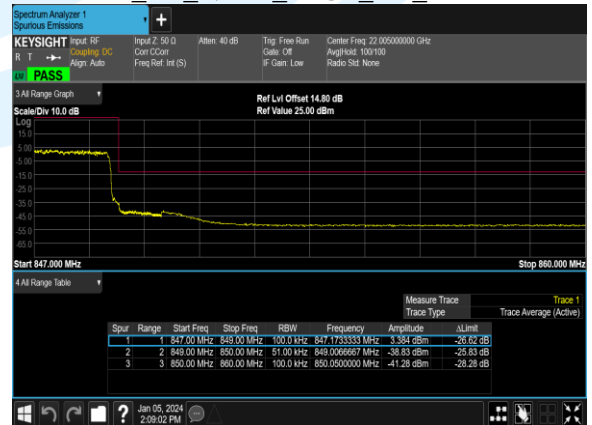 Spectrum Analyzer 1
Spurious Emissions
+
KEYSIGHT Input: RF Input Z: 50 Ω Atten: 40 dB Trig: Free Run Center Freq: 22.005000000 GHz
R T Coupling: DC Corr CCorr Gate: Off Avg|Hold: 100/100
Align: Auto Freq Ref: Int (S) IF Gain: Low Radio Std: None
LV PASS
3 All Range Graph
Ref Lvl Offset 14.80 dB
Scale/Div 10.0 dB Ref Value 25.00 dBm
Log
15.0
5.00
-5.00
-15.0
-25.0
-35.0
-45.0
-55.0
-65.0
Start 847.000 MHz Stop 860.000 MHz
4 All Range Table
Measure Trace Trace 1
Trace Type Trace Average (Active)
Spur Range Start Freq Stop Freq RBW Frequency Amplitude ΔLimit
1 1 847.00 MHz 849.00 MHz 100.0 kHz 847.1733333 MHz 3.384 dBm -26.62 dB
2 2 849.00 MHz 850.00 MHz 51.00 kHz 849.0066667 MHz -38.83 dBm -25.83 dB
3 3 850.00 MHz 860.00 MHz 100.0 kHz 850.0500000 MHz -41.28 dBm -28.28 dB
? Jan 05, 2024
2:09:02 PM